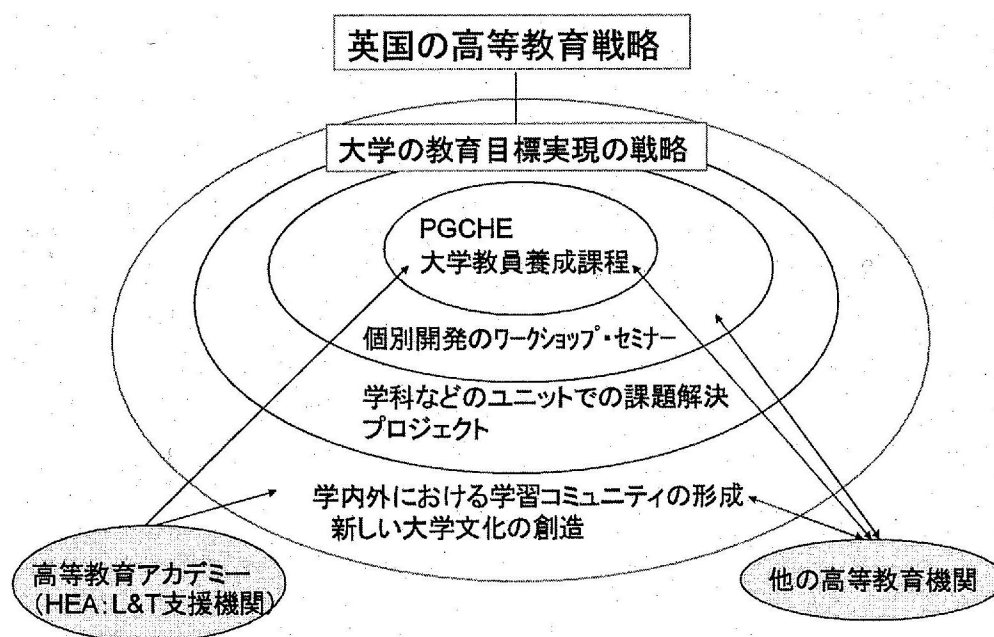 英国の高等教育戦略
大学の教育目標実現の戦略
PGCHE
大学教員養成課程
個別開発のワークショップ・セミナー
学科などのユニットでの課題解決
プロジェクト
学内外における学習コミュニティの形成
新しい大学文化の創造
高等教育アカデミー
(HEA:L&T支援機関)
他の高等教育機関